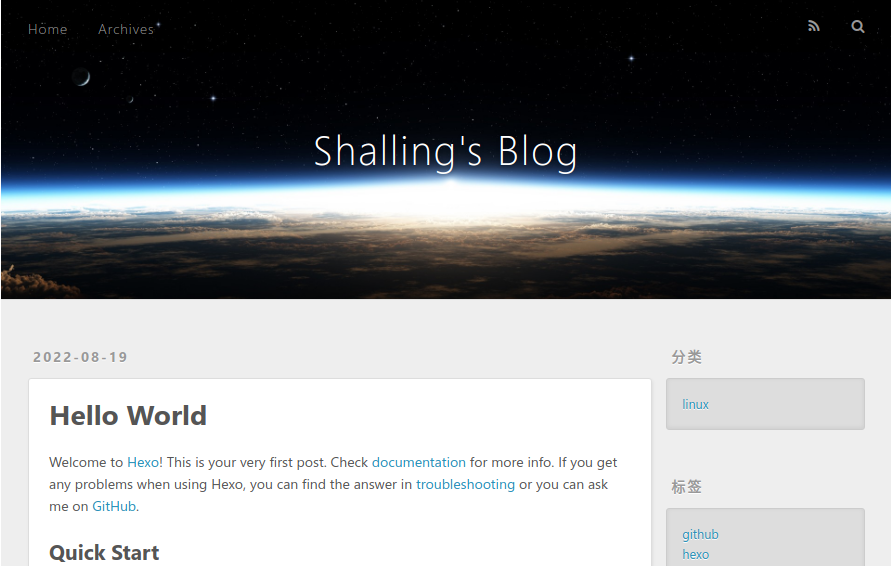 Home
Archives
Shalling's Blog
2022-08-19
Hello World
Welcome to Hexo! This is your very first post. Check documentation for more info. If you get
any problems when using Hexo, you can find the answer in troubleshooting or you can ask
me on GitHub.
Quick Start
分类
linux
标签
github
hexo